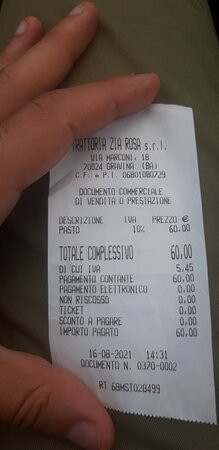 TRATTORIA ZIA ROSA s.r.l.
VIA MARCONI, 18
70024 GRAVINA (BA)
C.F. e P.I. 06801080729
DOCUMENTO COMMERCIALE
DI VENDITA O PRESTAZIONE
DESCRIZIONE IVA PREZZO €
PASTO 10% 60,00
TOTALE COMPLESSIVO 60,00
DI CUI IVA 5,45
PAGAMENTO CONTANTE 60,00
PAGAMENTO ELETTRONICO 0,00
NON RISCOSSO 0,00
TICKET 0,00
SCONTO A PAGARE 0,00
IMPORTO PAGATO 60,00
16-08-2021 14:31
DOCUMENTO N. 0370-0002
RT 68MST028499